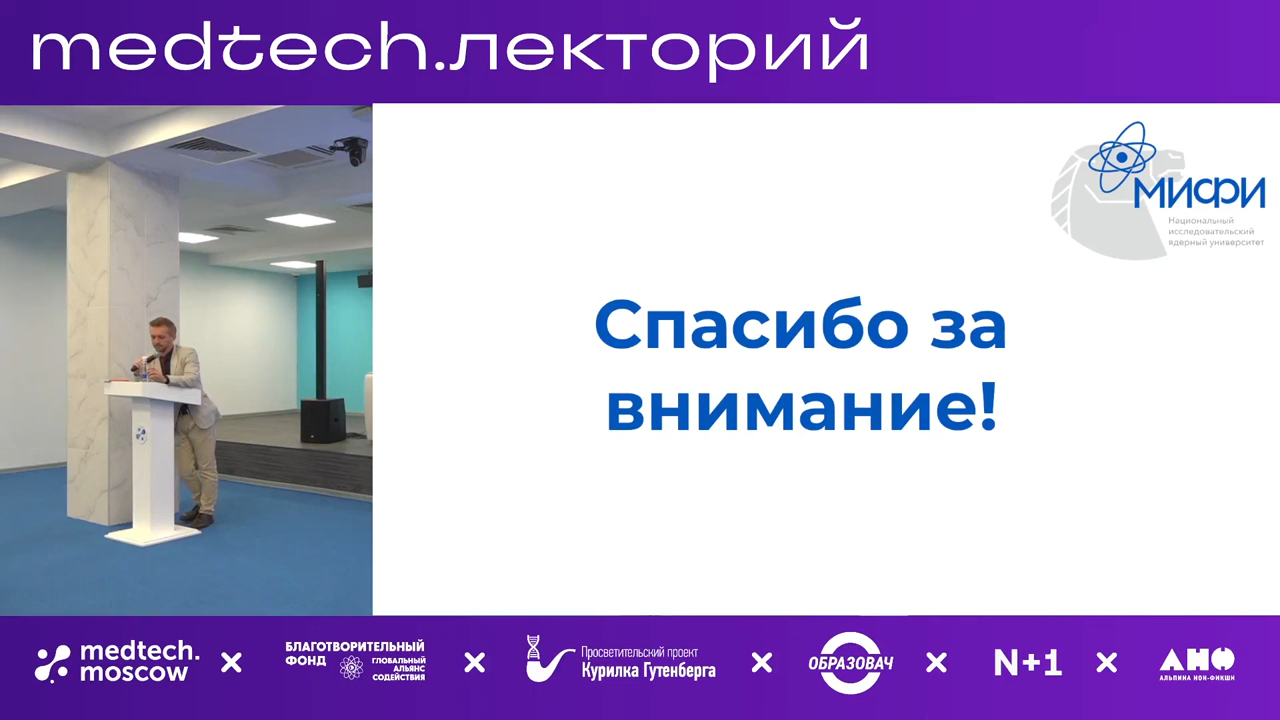 medtech.лекторий
МИФИ
Национальный
исследовательский
ядерный университет
Спасибо за
внимание!
medtech.
moscow
БЛАГОТВОРИТЕЛЬНЫЙ
ФОНД
ГЛОБАЛЬНЫЙ
АЛЬЯНС
СОДЕЙСТВИЯ
Просветительский проект
Курилка Гутенберга
ОБРАЗОВАЧ
N+1
АНФ
АЛЬПИНА НОН-ФИКШН